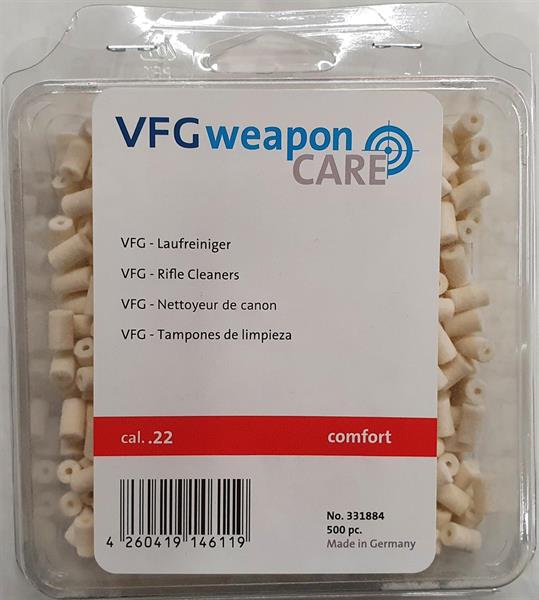 VFG weapon
CARE
VFG - Laufreiniger
VFG - Rifle Cleaners
VFG - Nettoyeur de canon
VFG - Tampones de limpieza
cal. .22 comfort
No. 331884
500 pc.
Made in Germany
4 260419 146119